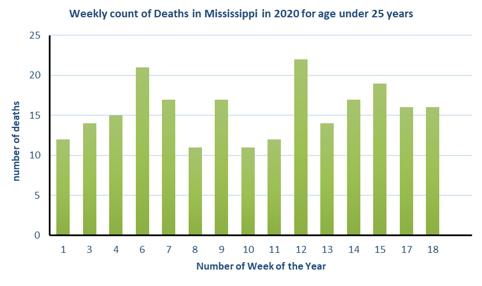 Weekly count of Deaths in Mississippi in 2020 for age under 25 years
25
20
15
10
5
0
number of deaths
1 3 4 6 7 8 9 10 11 12 13 14 15 17 18
Number of Week of the Year